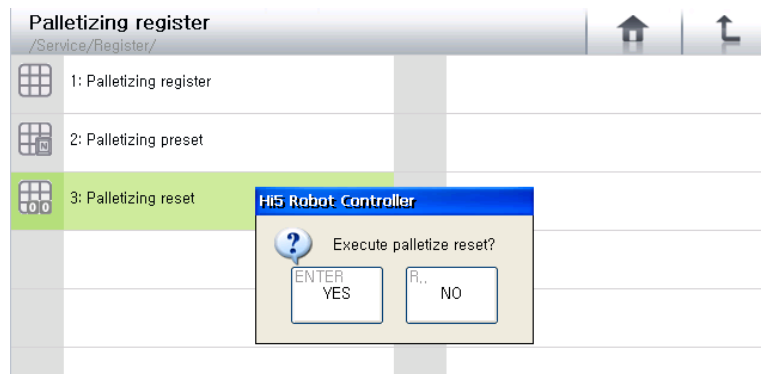 Palletizing register
/Service/Register/
1: Palletizing register
2: Palletizing preset
N
3: Palletizing reset
00
Hi5 Robot Controller
Execute palletize reset?
ENTER
YES
R..
NO